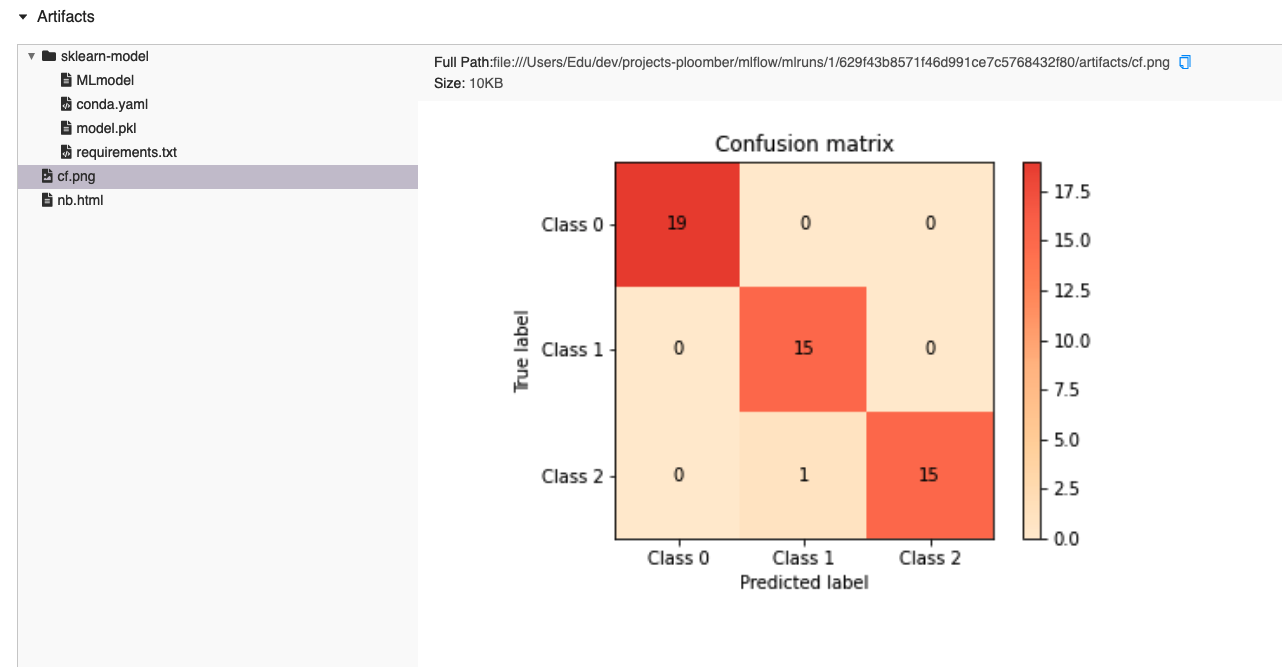 Artifacts
sklearn-model
MLmodel
conda.yaml
model.pkl
requirements.txt
cf.png
nb.html
Full Path:file:///Users/Edu/dev/projects-ploomber/mlflow/mlruns/1/629f43b8571f46d991ce7c5768432f80/artifacts/cf.png
Size: 10KB
Confusion matrix
True label
Class 0 19 0 0
Class 1 0 15 0
Class 2 0 1 15
Class 0 Class 1 Class 2
Predicted label
17.5
15.0
12.5
10.0
7.5
5.0
2.5
0.0